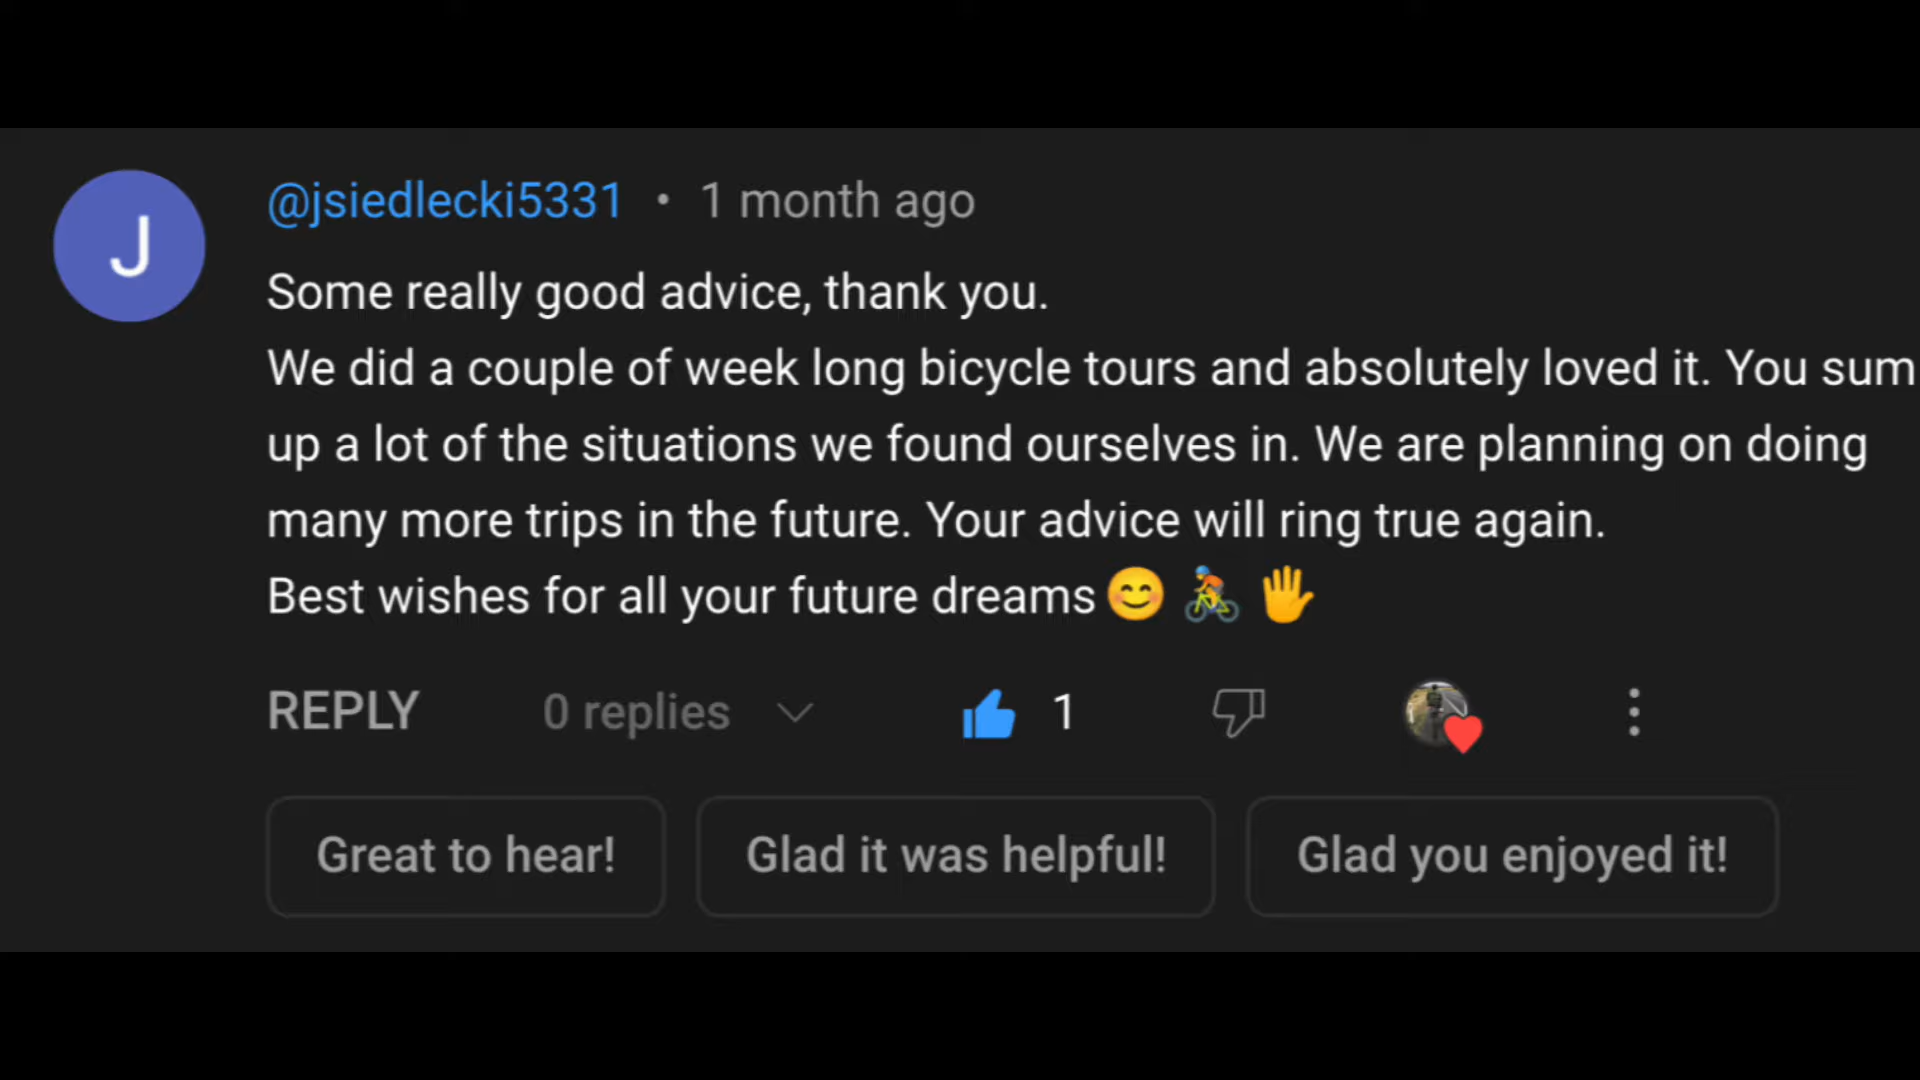 J
@jsiedlecki5331 • 1 month ago
Some really good advice, thank you.
We did a couple of week long bicycle tours and absolutely loved it. You sum
up a lot of the situations we found ourselves in. We are planning on doing
many more trips in the future. Your advice will ring true again.
Best wishes for all your future dreams😊 🚴 🖐
REPLY 0 replies 1
Great to hear! Glad it was helpful! Glad you enjoyed it!